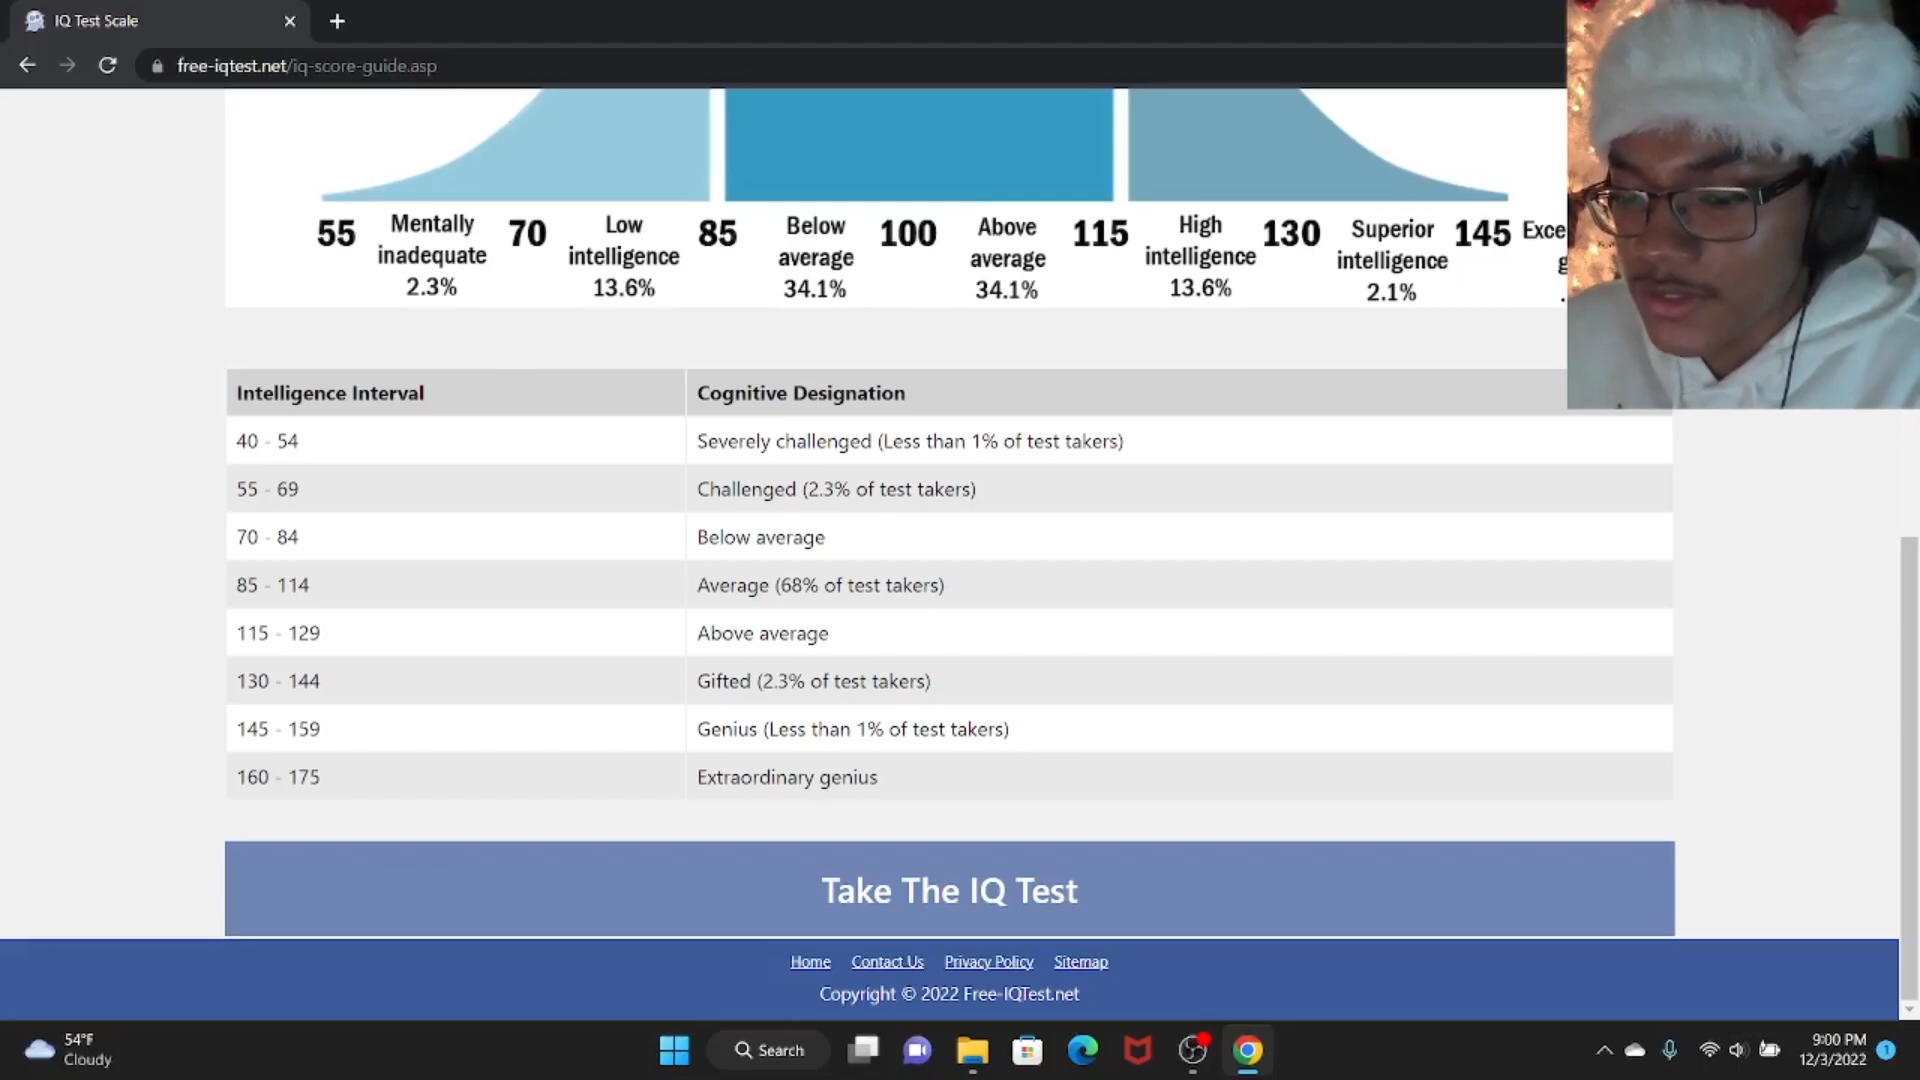 IQ Test Scale
free-iqtest.net/iq-score-guide.asp
55 Mentally inadequate 2.3% 70 Low intelligence 13.6% 85 Below average 34.1% 100 Above average 34.1% 115 High intelligence 13.6% 130 Superior intelligence 2.1% 145
Intelligence Interval Cognitive Designation
40 - 54 Severely challenged (Less than 1% of test takers)
55 - 69 Challenged (2.3% of test takers)
70 - 84 Below average
85 - 114 Average (68% of test takers)
115 - 129 Above average
130 - 144 Gifted (2.3% of test takers)
145 - 159 Genius (Less than 1% of test takers)
160 - 175 Extraordinary genius
Take The IQ Test
Home Contact Us Privacy Policy Sitemap
Copyright © 2022 Free-IQTest.net
54°F
Cloudy
Search
9:00 PM
12/3/2022
1